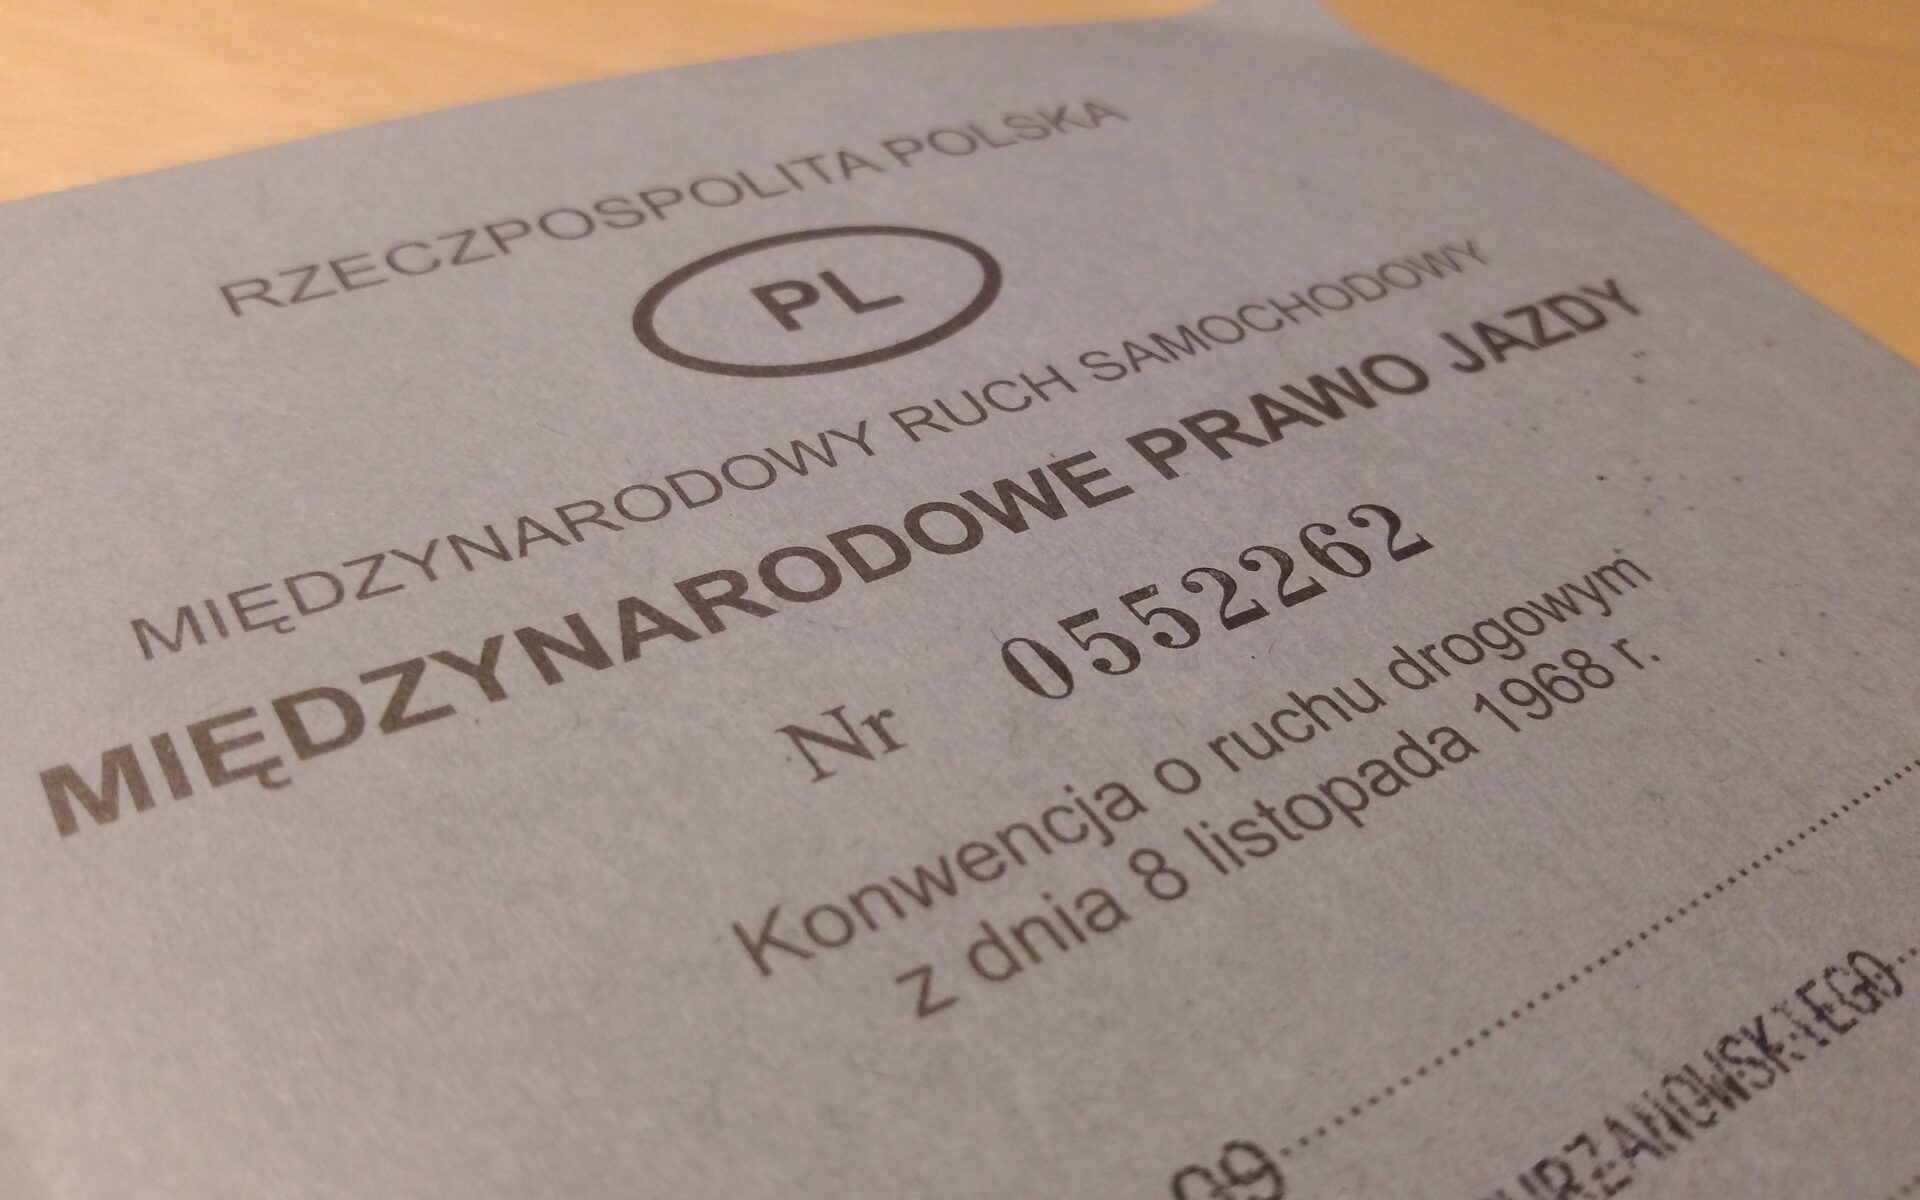 RZECZPOSPOLITA POLSKA
PL
MIĘDZYNARODOWY RUCH SAMOCHODOWY
MIĘDZYNARODOWE PRAWO JAZDY
Nr 0552262
Konwencja o ruchu drogowym
z dnia 8 listopada 1968 r.